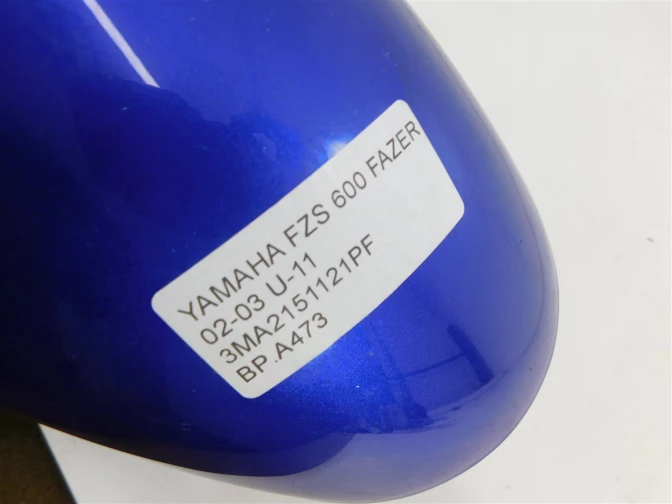 YAMAHA FZS 600 FAZER
02-03 U-11
3MA2151121PF
BP.A473